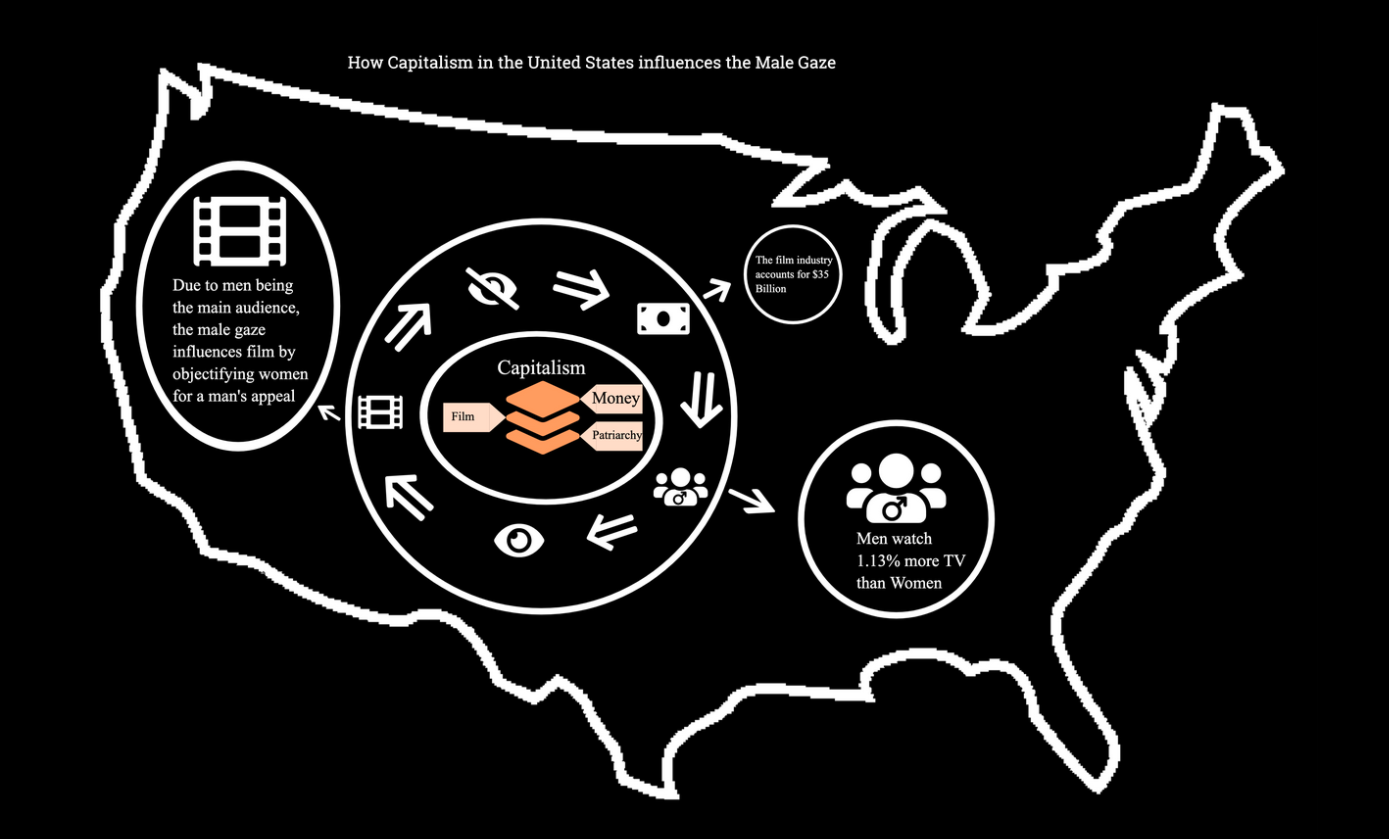 How Capitalism in the United States influences the Male Gaze
Due to men being
the main audience,
the male gaze
influences film by
objectifying women
for a man's appeal
Capitalism
Film
Money
Patriarchy
The film industry
accounts for $35
Billion
Men watch
1.13% more TV
than Women